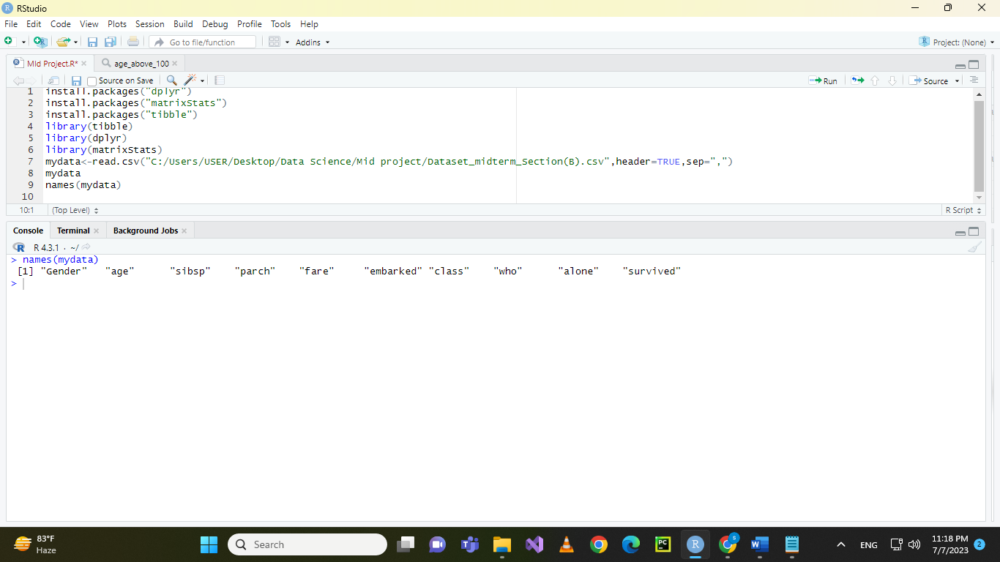 RStudio
File Edit Code View Plots Session Build Debug Profile Tools Help
Go to file/function Addins Project: (None)
Mid Project.R* age_above_100
Source on Save Run Source
1 install.packages("dplyr")
2 install.packages("matrixStats")
3 install.packages("tibble")
4 library(tibble)
5 library(dplyr)
6 library(matrixStats)
7 mydata<-read.csv("C:/Users/USER/Desktop/Data Science/Mid project/Dataset_midterm_Section(B).csv",header=TRUE,sep=",")
8 mydata
9 names(mydata)
10
10:1 (Top Level) R Script
Console Terminal Background Jobs
R R 4.3.1 · ~/
> names(mydata)
[1] "Gender" "age" "sibsp" "parch" "fare" "embarked" "class" "who" "alone" "survived"
>
83°F
Haze
Search
PC
R
S
ENG
11:18 PM
7/7/2023
2